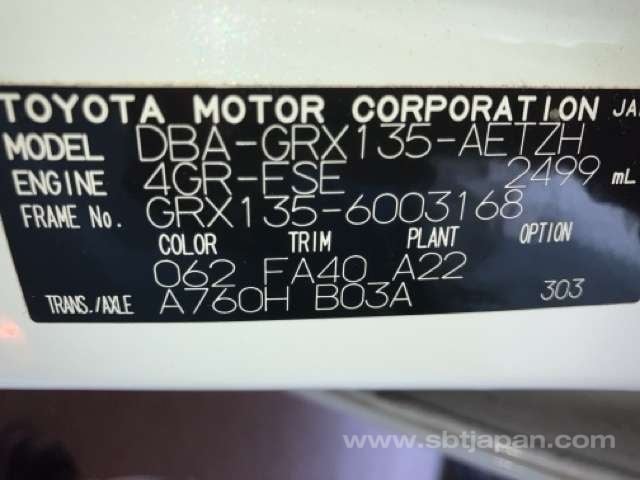 TOYOTA MOTOR CORPORATION JA
MODEL DBA-GRX135-AETZH
ENGINE 4GR-FSE 2499 mL
FRAME No. GRX135-6003168
COLOR TRIM PLANT OPTION
062 FA40 A22
TRANS./AXLE A760H B03A 303
www.sbtjapan.com